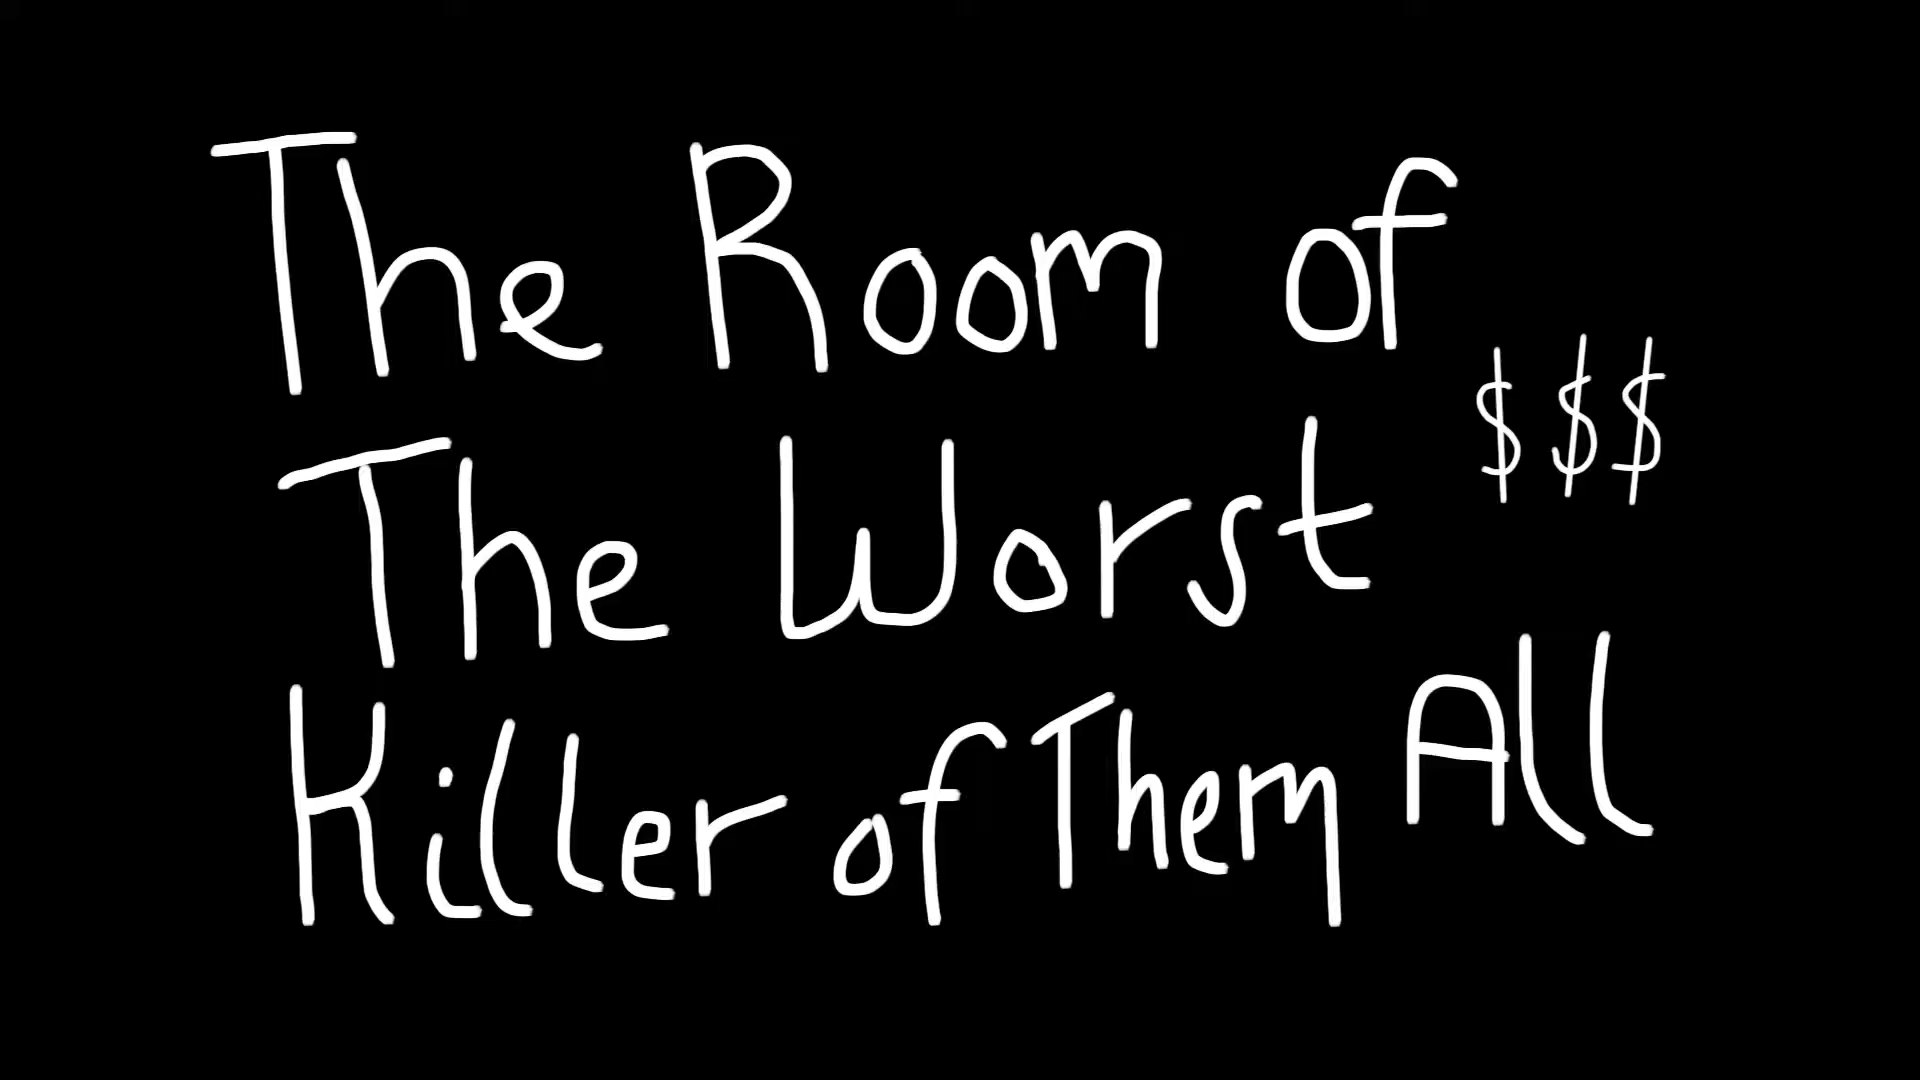 The Room of
The Worst $$$
Killer of Them All